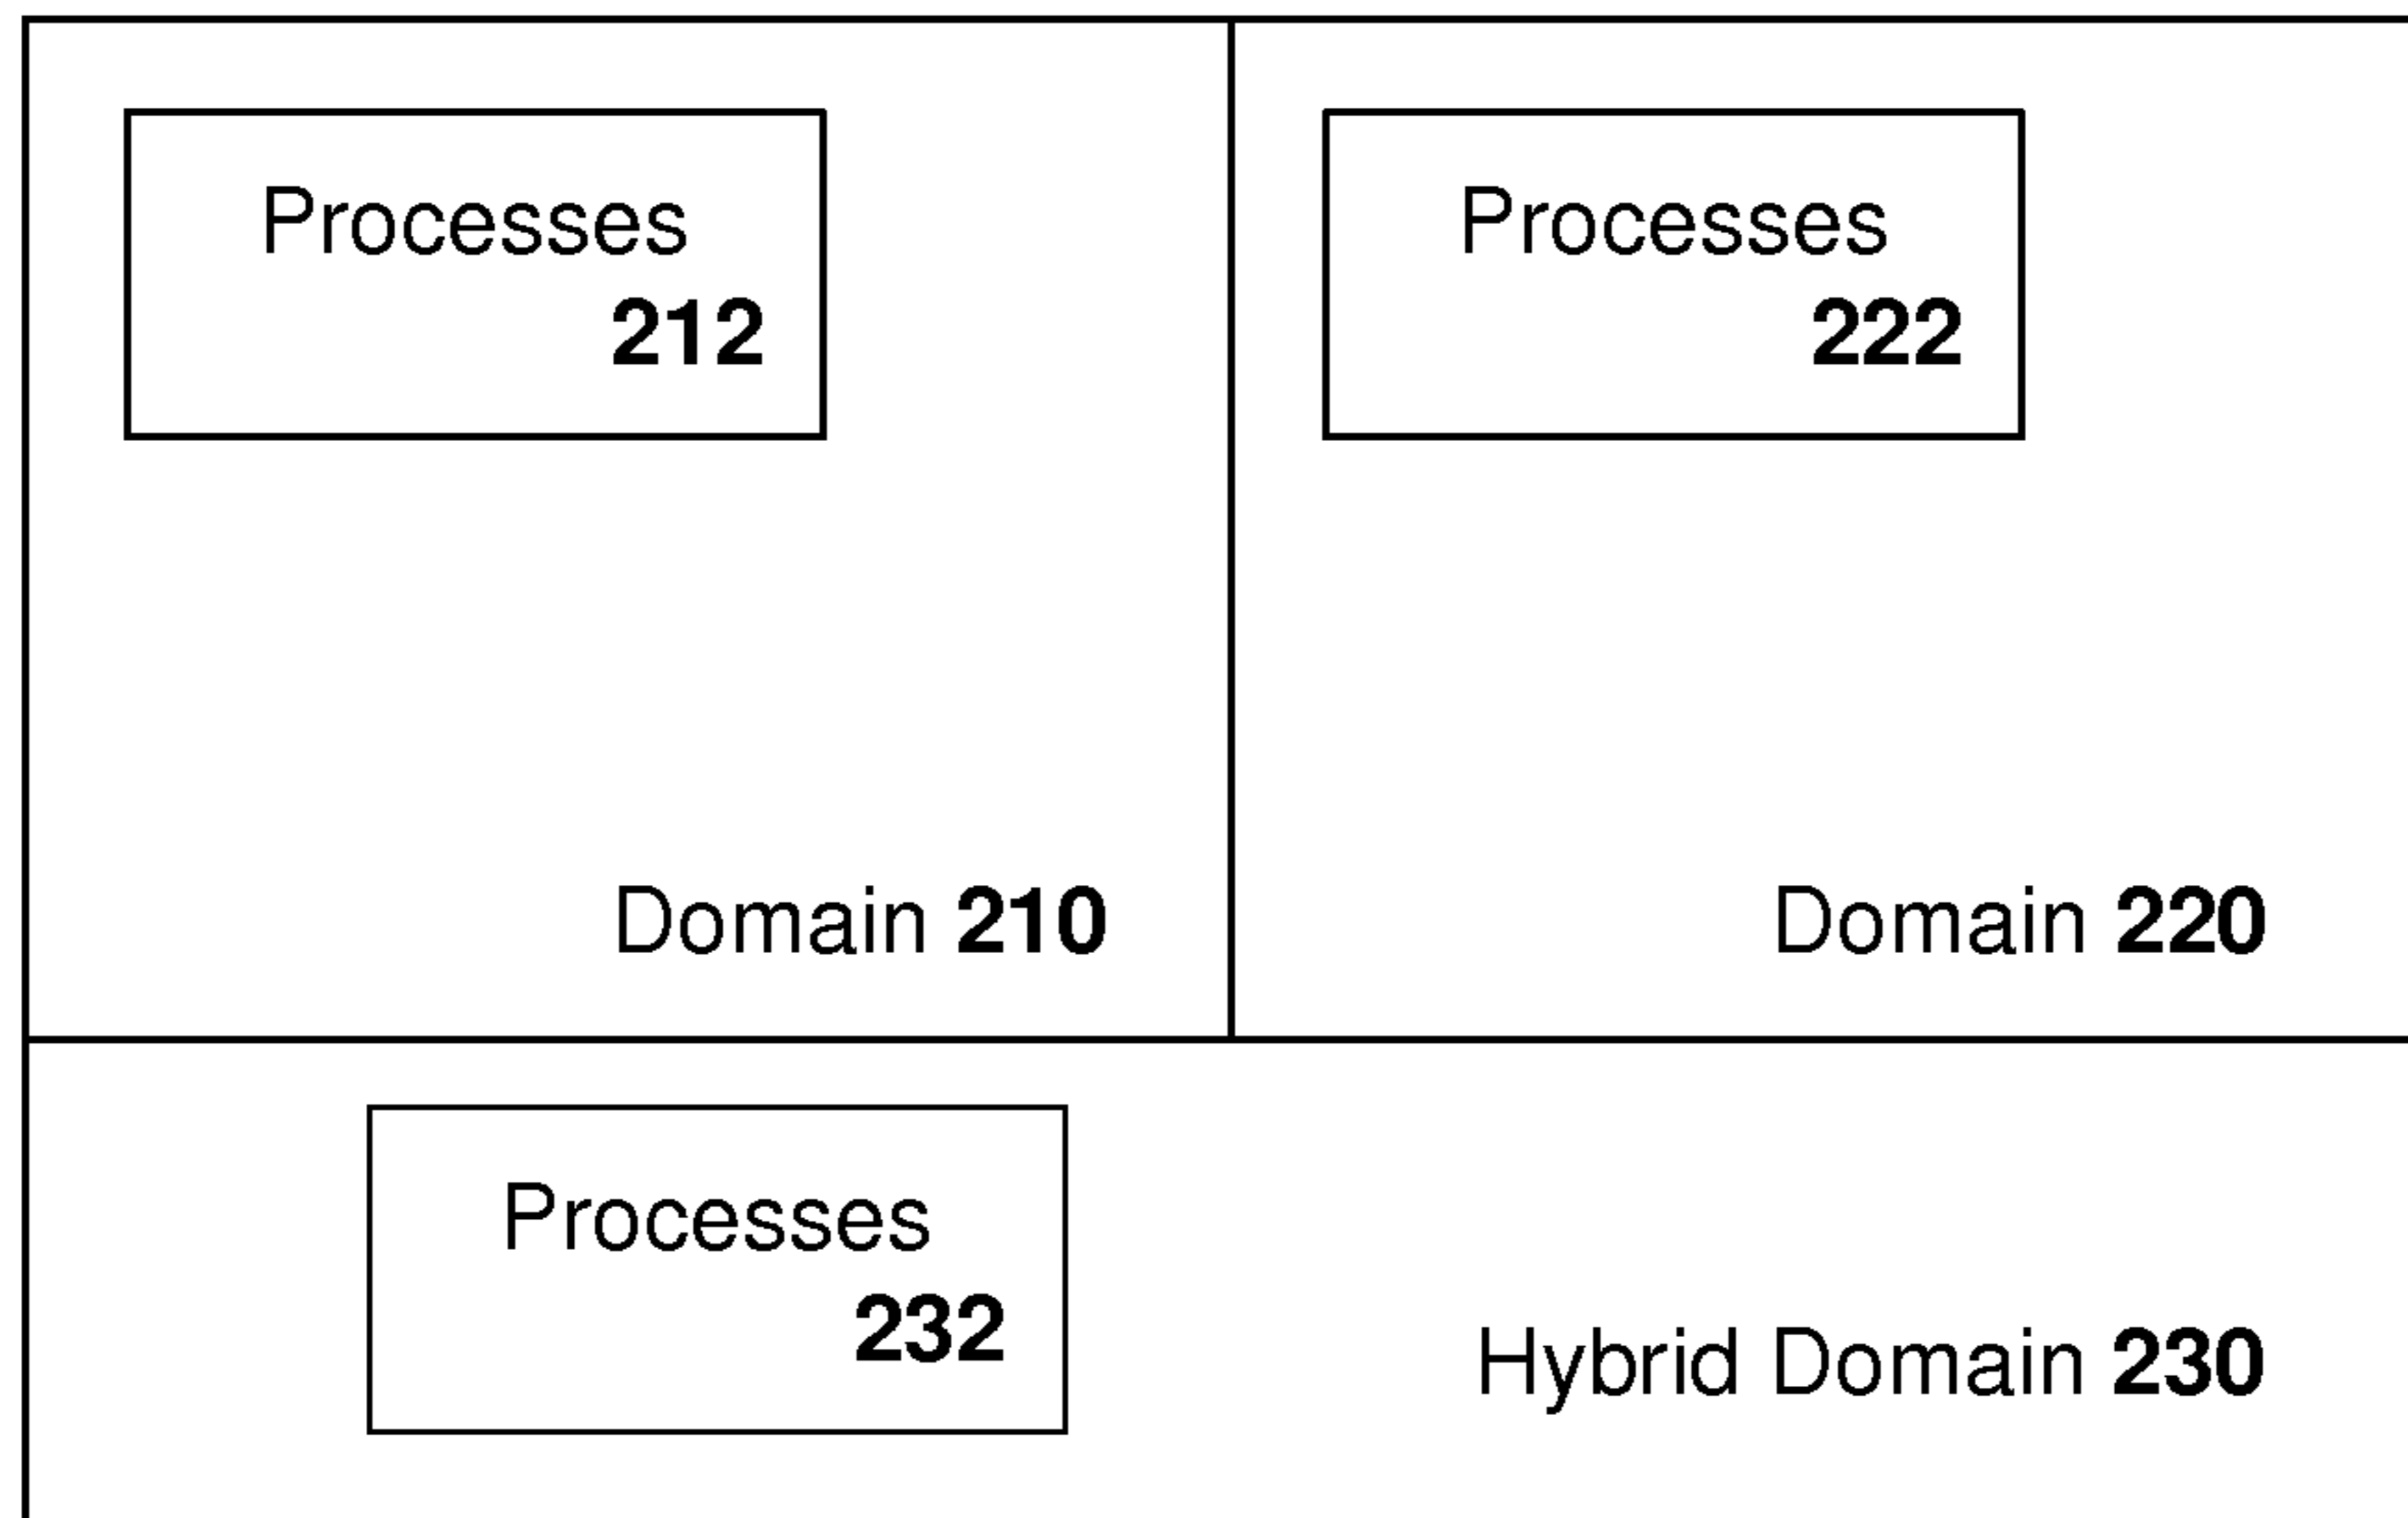 Processes
212
Domain 210
Processes
222
Domain 220
Processes
232
Hybrid Domain 230